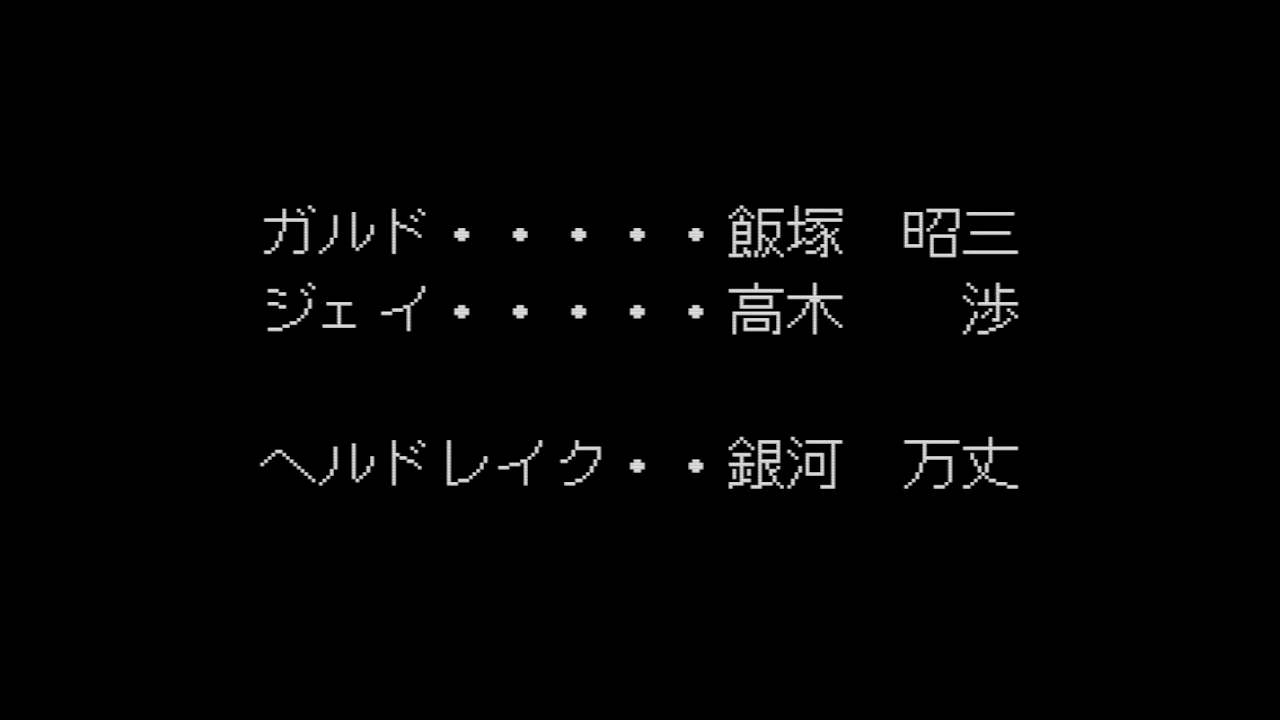 ガルド・・・・・飯塚　昭三
ジェイ・・・・・高木　　渉
ヘルドレイク・・銀河　万丈